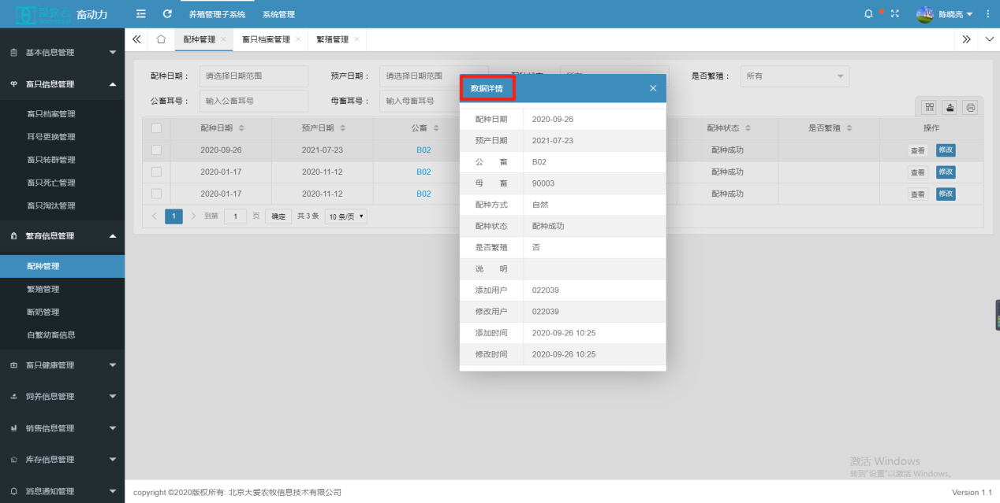 爱牧云 畜动力
养殖管理子系统 系统管理 陈晓亮
配种管理 × 畜只档案管理 × 繁殖管理 ×
基本信息管理
畜只信息管理
畜只档案管理
耳号更换管理
畜只转群管理
畜只死亡管理
畜只淘汰管理
繁育信息管理
配种管理
繁殖管理
断奶管理
自繁幼畜信息
畜只健康管理
饲养信息管理
销售信息管理
库存信息管理
消息通知管理
配种日期： 请选择日期范围 预产日期： 请选择日期范围 是否繁殖： 所有
公畜耳号： 输入公畜耳号 母畜耳号： 输入母畜耳号
配种日期 预产日期 公畜 配种状态 是否繁殖 操作
2020-09-26 2021-07-23 B02 配种成功 查看 修改
2020-01-17 2020-11-12 B02 配种成功 查看 修改
2020-01-17 2020-11-12 B02 配种成功 查看 修改
1 到第 1 页 确定 共 3 条 10 条/页
数据详情 ×
配种日期 2020-09-26
预产日期 2021-07-23
公 畜 B02
母 畜 90003
配种方式 自然
配种状态 配种成功
是否繁殖 否
说 明
添加用户 022039
修改用户 022039
添加时间 2020-09-26 10:25
修改时间 2020-09-26 10:25
激活 Windows
转到"设置"以激活 Windows。
copyright ©2020版权所有: 北京大爱农牧信息技术有限公司 Version 1.1